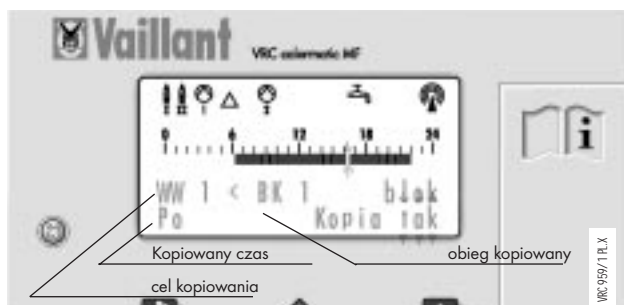 Vaillant
VRC calormatic MF
0 6 12 18 24
WW 1 < BK 1 blok
Po Kopia tak
Kopiowany czas
obieg kopiowany
cel kopiowania
i
VRC 959/1 PL X